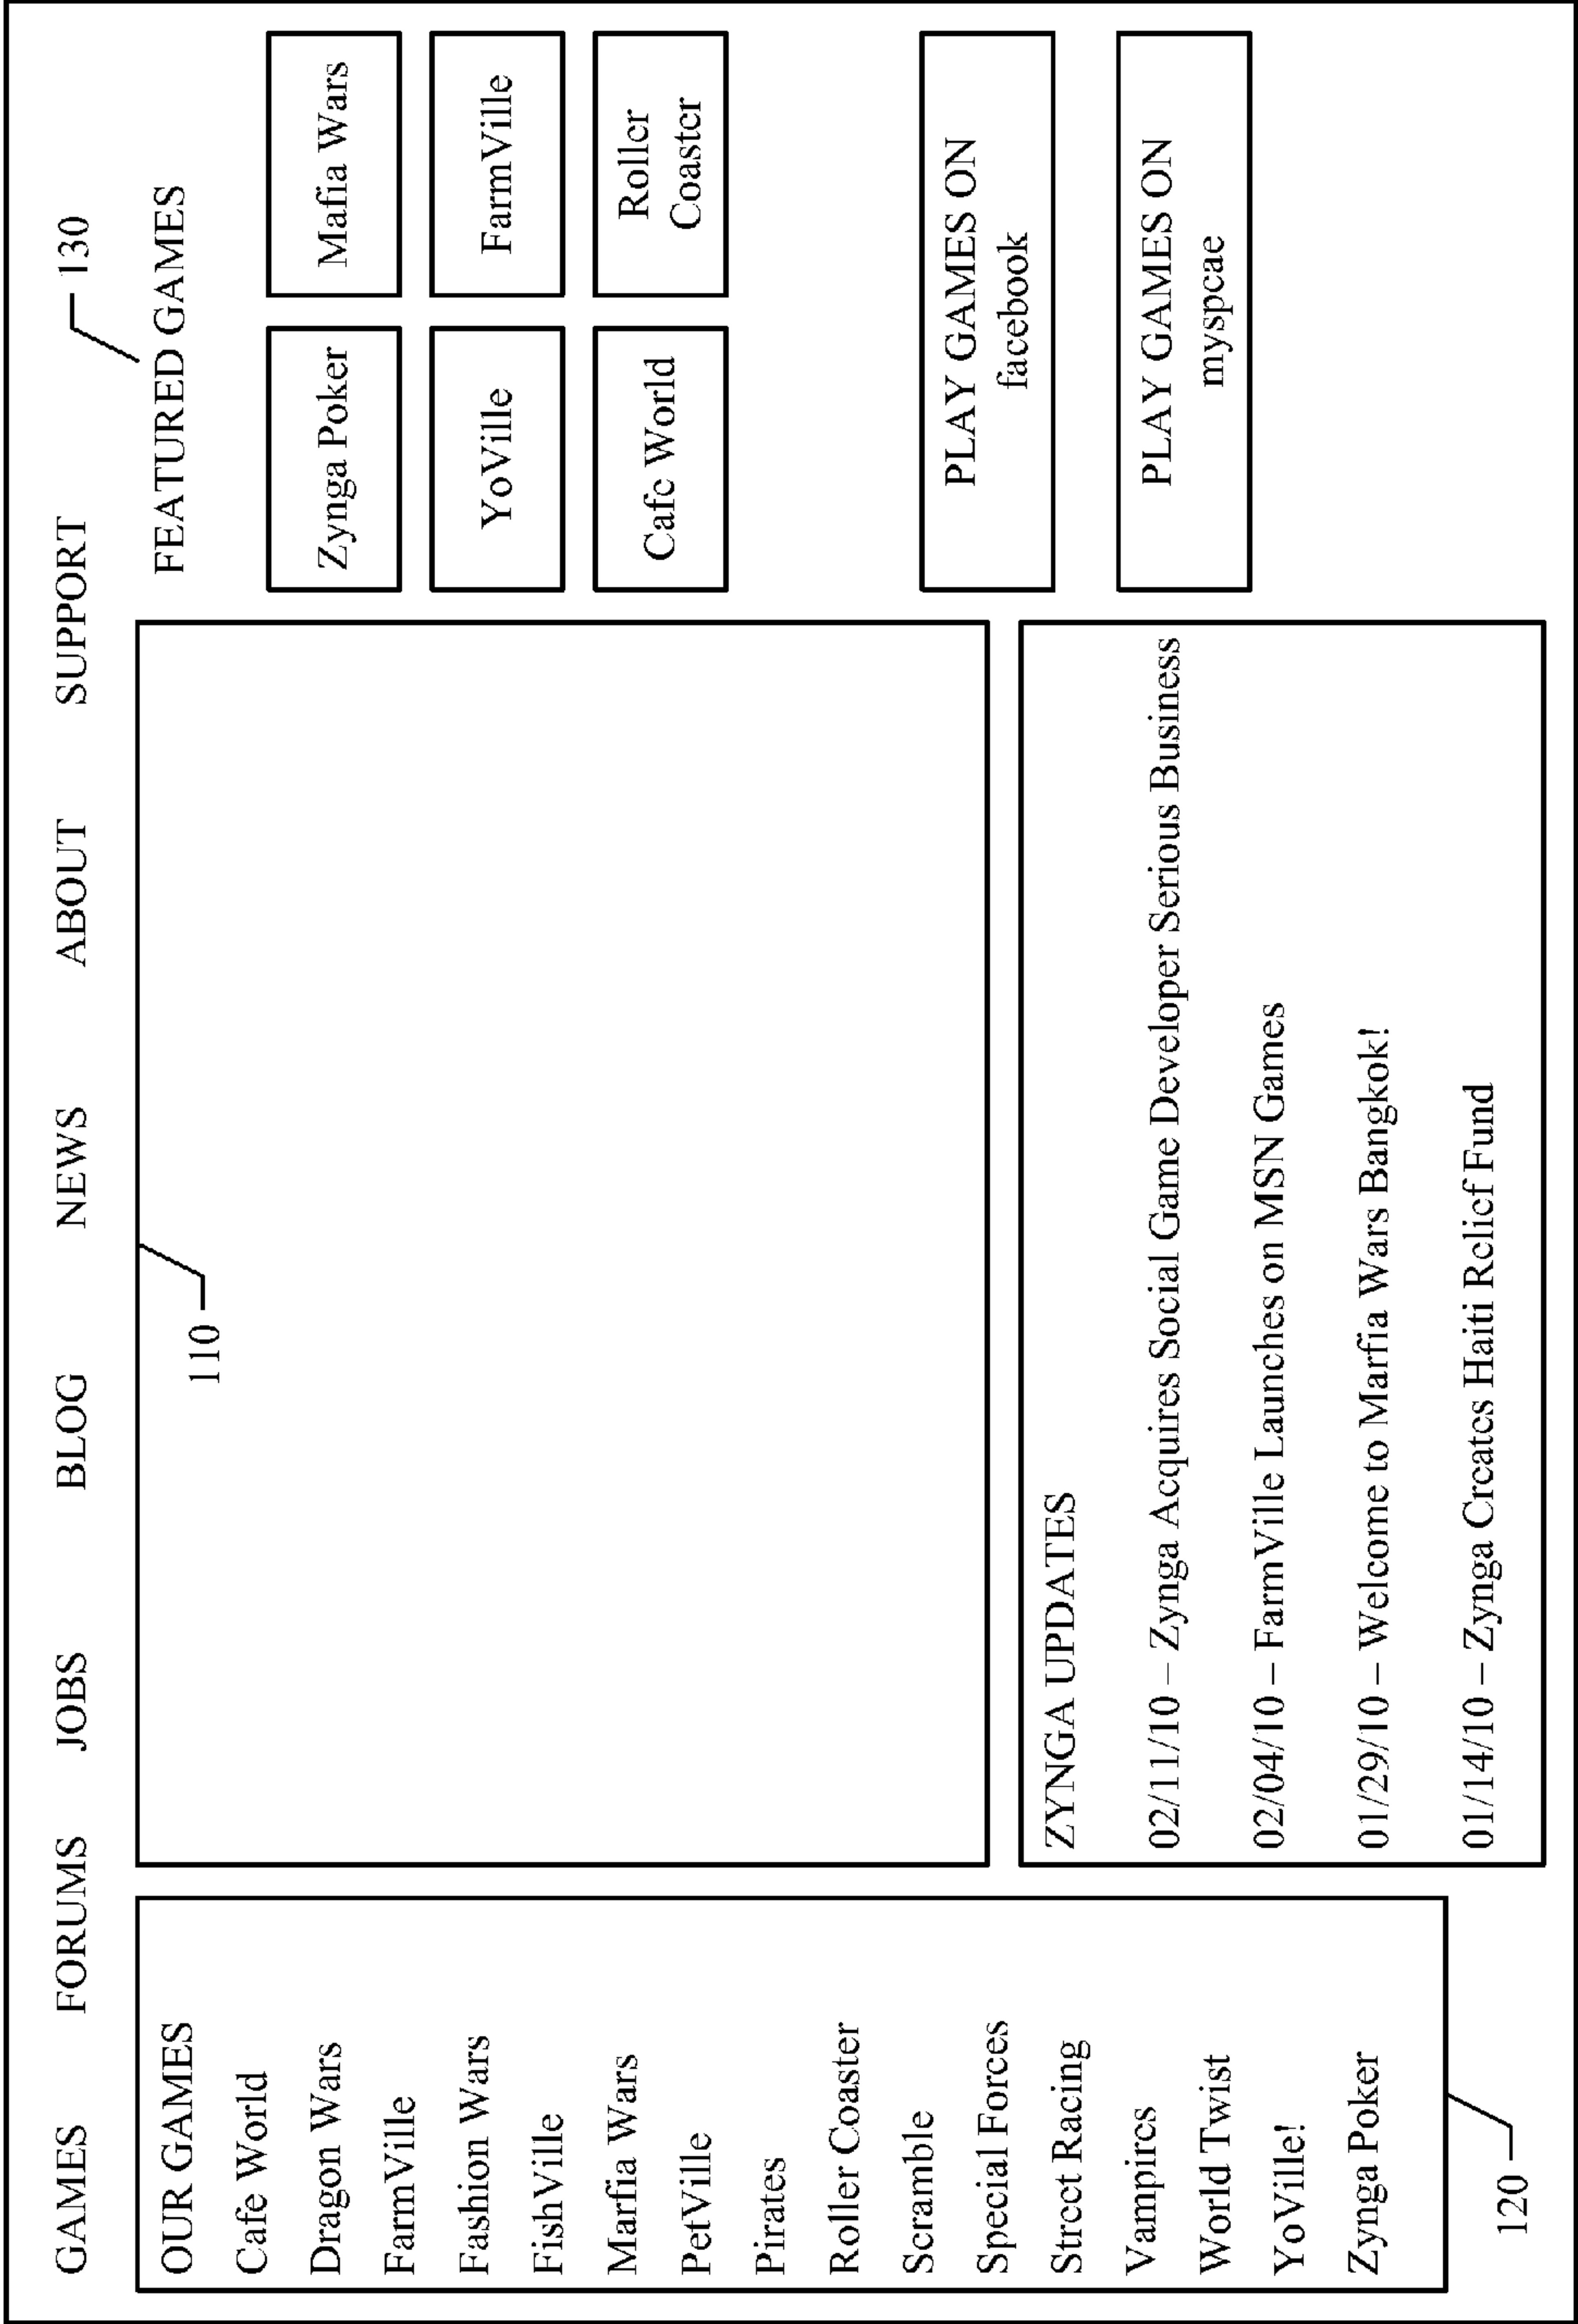 GAMES FORUMS JOBS BLOG NEWS ABOUT SUPPORT
OUR GAMES
Cafe World
Dragon Wars
FarmVille
Fashion Wars
FishVille
Marfia Wars
PetVille
Pirates
Roller Coaster
Scramble
Special Forces
Street Racing
Vampires
World Twist
YoVille!
Zynga Poker
120
110
ZYNGA UPDATES
02/11/10 – Zynga Acquires Social Game Developer Serious Business
02/04/10 – FarmVille Launches on MSN Games
01/29/10 – Welcome to Marfia Wars Bangkok!
01/14/10 – Zynga Creates Haiti Relief Fund
130
FEATURED GAMES
Zynga Poker
Mafia Wars
YoVille
FarmVille
Cafe World
Roller
Coaster
PLAY GAMES ON
facebook
PLAY GAMES ON
myspcae